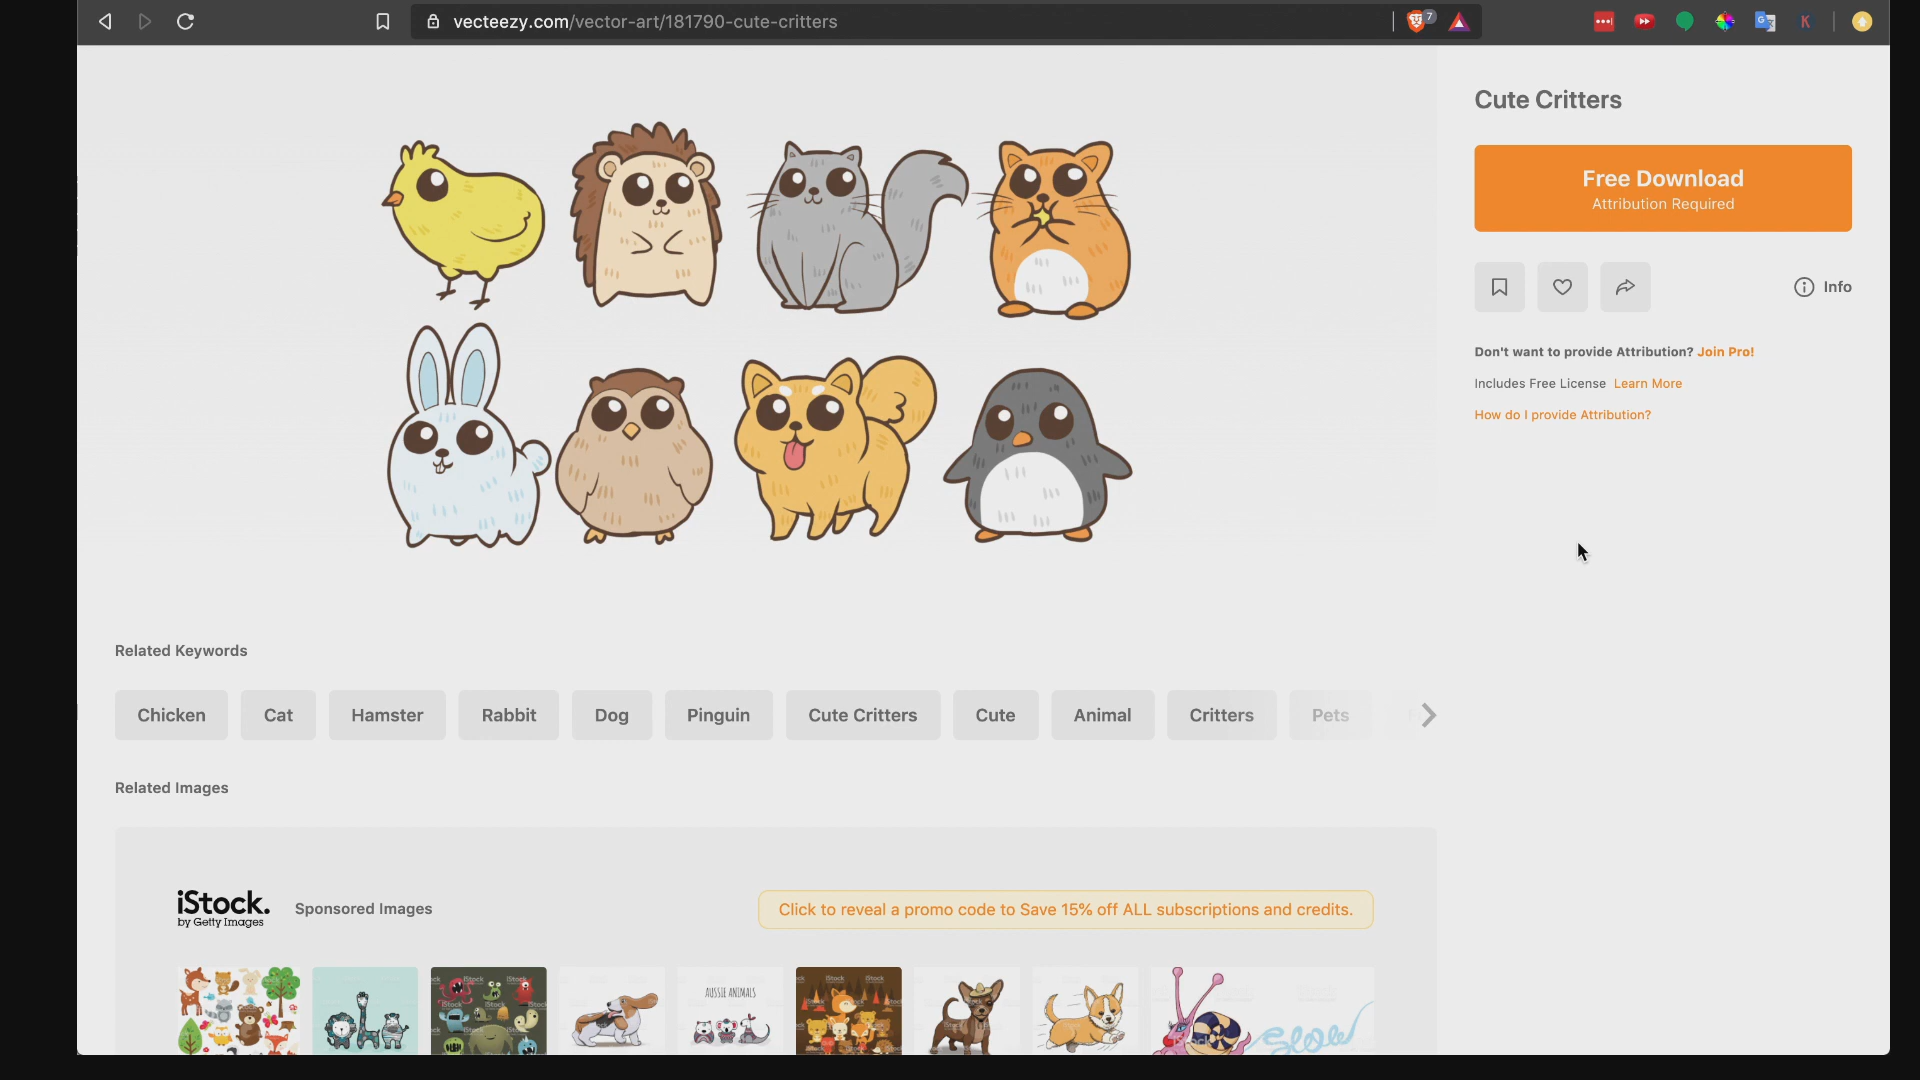 vecteezy.com/vector-art/181790-cute-critters
7
K
Cute Critters
Free Download
Attribution Required
Info
Don't want to provide Attribution? Join Pro!
Includes Free License Learn More
How do I provide Attribution?
Related Keywords
Chicken
Cat
Hamster
Rabbit
Dog
Pinguin
Cute Critters
Cute
Animal
Critters
Pets
Related Images
iStock.
by Getty Images
Sponsored Images
Click to reveal a promo code to Save 15% off ALL subscriptions and credits.
AUSSIE ANIMALS
Slow